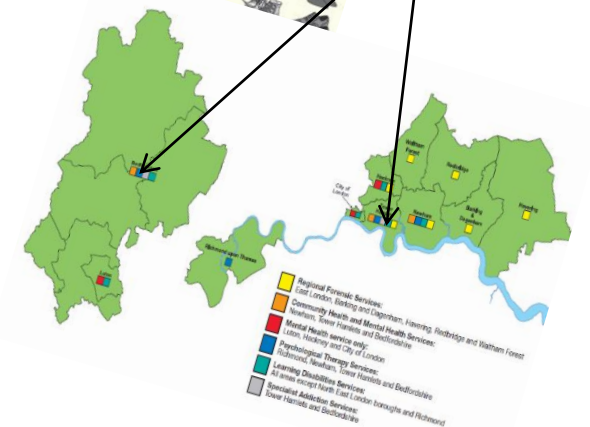 Waltham
Forest
Redbridge
Havering
City of
London
Newham
Barking
&
Dagenham
Richmond upon Thames
Luton
Regional Forensic Services:
East London, Barking and Dagenham, Havering, Redbridge and Waltham Forest
Community Health and Mental Health Services:
Newham, Tower Hamlets and Bedfordshire
Mental Health service only:
Luton, Hackney and City of London
Psychological Therapy Services:
Richmond, Newham, Tower Hamlets and Bedfordshire
Learning Disabilities Services:
All areas except North East London boroughs and Richmond
Specialist Addiction Services:
Tower Hamlets and Bedfordshire